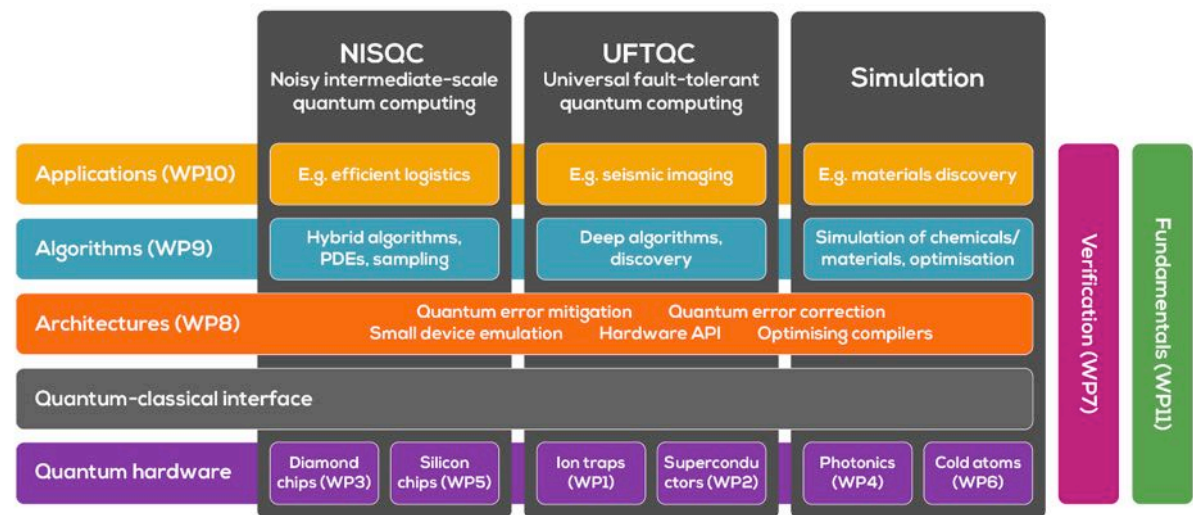 NISQC
Noisy intermediate-scale
quantum computing
UFTQC
Universal fault-tolerant
quantum computing
Simulation
Applications (WP10)
E.g. efficient logistics
E.g. seismic imaging
E.g. materials discovery
Algorithms (WP9)
Hybrid algorithms,
PDEs, sampling
Deep algorithms,
discovery
Simulation of chemicals/
materials, optimisation
Architectures (WP8)
Quantum error mitigation
Quantum error correction
Small device emulation
Hardware API
Optimising compilers
Quantum-classical interface
Quantum hardware
Diamond
chips (WP3)
Silicon
chips (WP5)
Ion traps
(WP1)
Supercondu
ctors (WP2)
Photonics
(WP4)
Cold atoms
(WP6)
Verification (WP7)
Fundamentals (WP11)